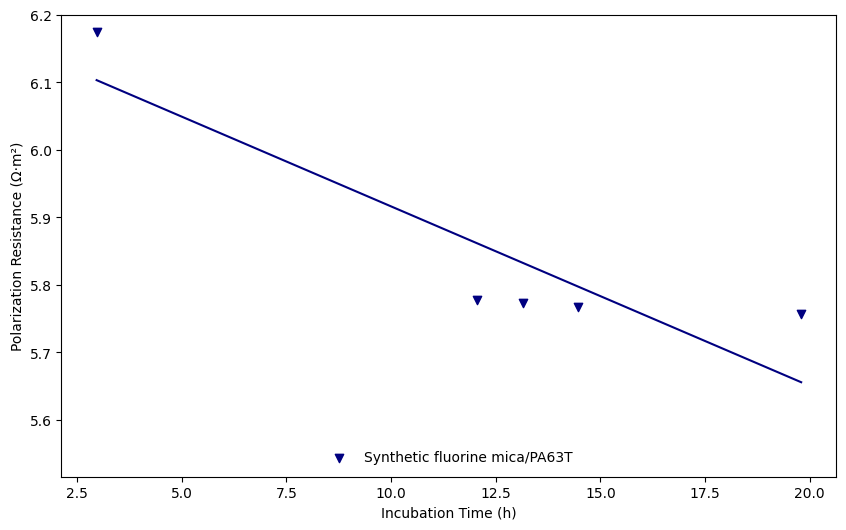 6.2
6.1
6.0
5.9
5.8
5.7
5.6
Polarization Resistance (Ω·m²)
Synthetic fluorine mica/PA63T
2.5 5.0 7.5 10.0 12.5 15.0 17.5 20.0
Incubation Time (h)